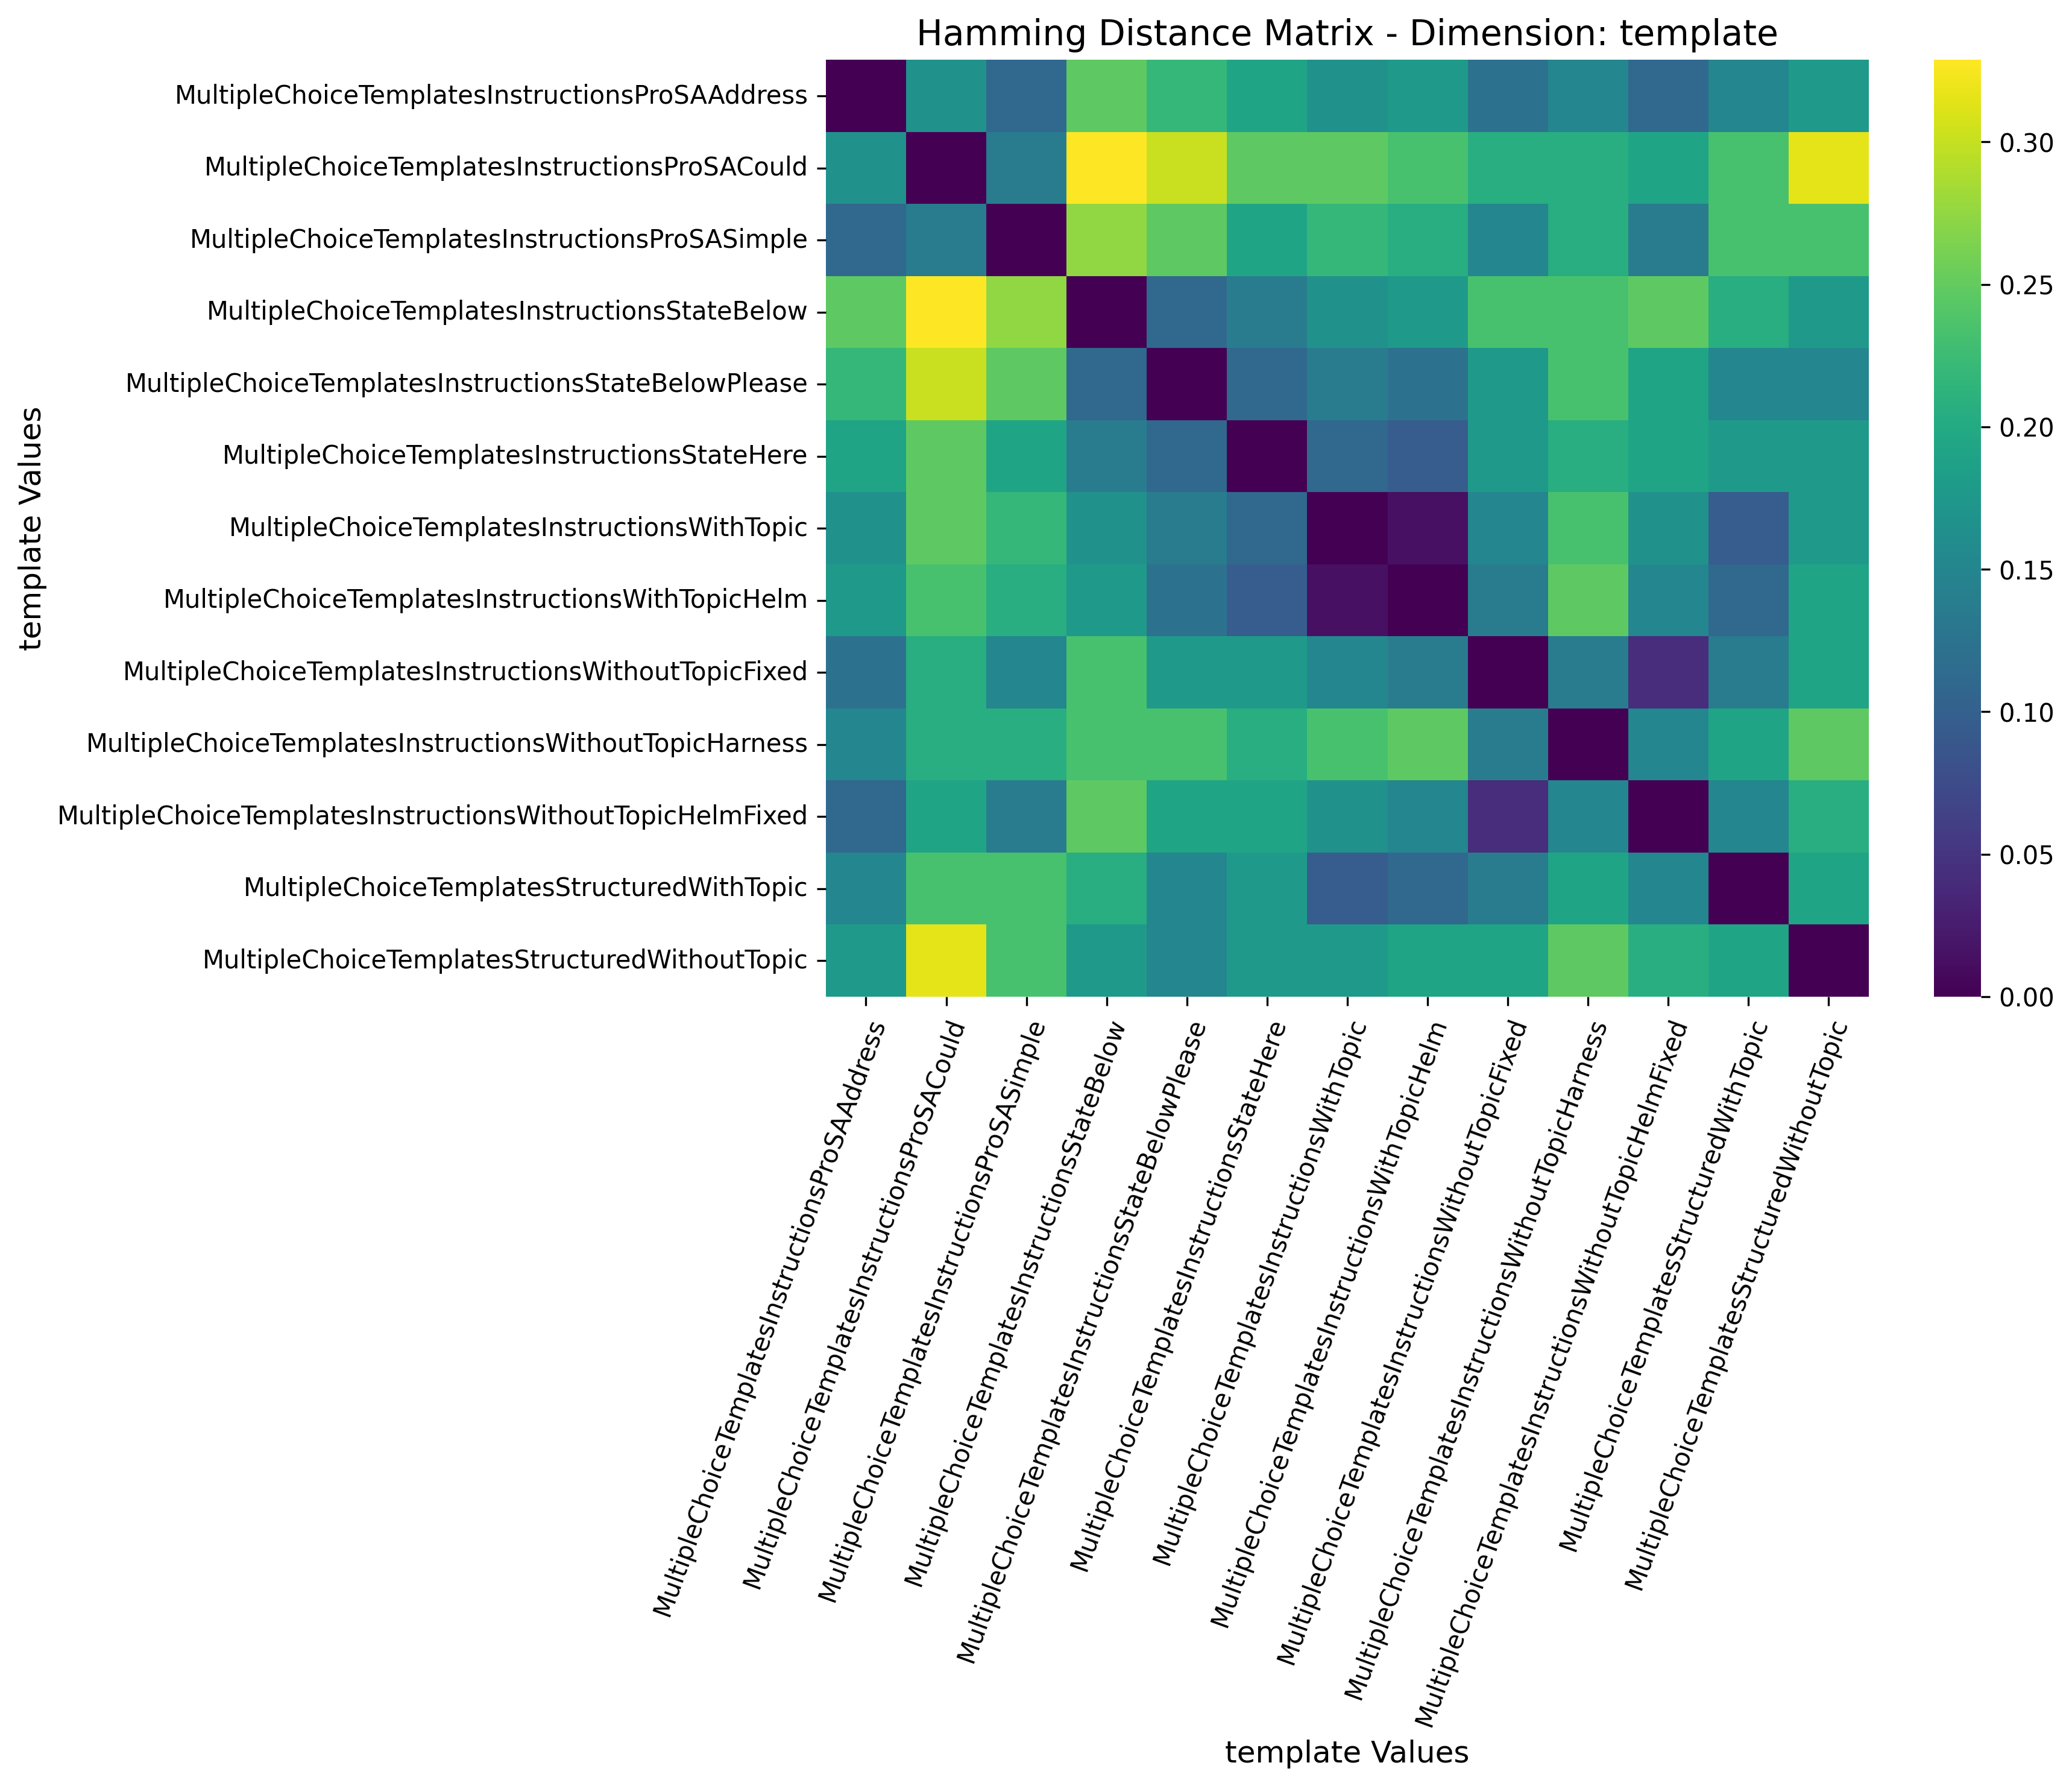 Hamming Distance Matrix - Dimension: template
template Values
MultipleChoiceTemplatesInstructionsProSAAddress
MultipleChoiceTemplatesInstructionsProSACould
MultipleChoiceTemplatesInstructionsProSASimple
MultipleChoiceTemplatesInstructionsStateBelow
MultipleChoiceTemplatesInstructionsStateBelowPlease
MultipleChoiceTemplatesInstructionsStateHere
MultipleChoiceTemplatesInstructionsWithTopic
MultipleChoiceTemplatesInstructionsWithTopicHelm
MultipleChoiceTemplatesInstructionsWithoutTopicFixed
MultipleChoiceTemplatesInstructionsWithoutTopicHarness
MultipleChoiceTemplatesInstructionsWithoutTopicHelmFixed
MultipleChoiceTemplatesStructuredWithTopic
MultipleChoiceTemplatesStructuredWithoutTopic
0.30
0.25
0.20
0.15
0.10
0.05
0.00
MultipleChoiceTemplatesInstructionsProSAAddress
MultipleChoiceTemplatesInstructionsProSACould
MultipleChoiceTemplatesInstructionsProSASimple
MultipleChoiceTemplatesInstructionsStateBelow
MultipleChoiceTemplatesInstructionsStateBelowPlease
MultipleChoiceTemplatesInstructionsStateHere
MultipleChoiceTemplatesInstructionsWithTopic
MultipleChoiceTemplatesInstructionsWithTopicHelm
MultipleChoiceTemplatesInstructionsWithoutTopicFixed
MultipleChoiceTemplatesInstructionsWithoutTopicHarness
MultipleChoiceTemplatesInstructionsWithoutTopicHelmFixed
MultipleChoiceTemplatesStructuredWithTopic
MultipleChoiceTemplatesStructuredWithoutTopic
template Values